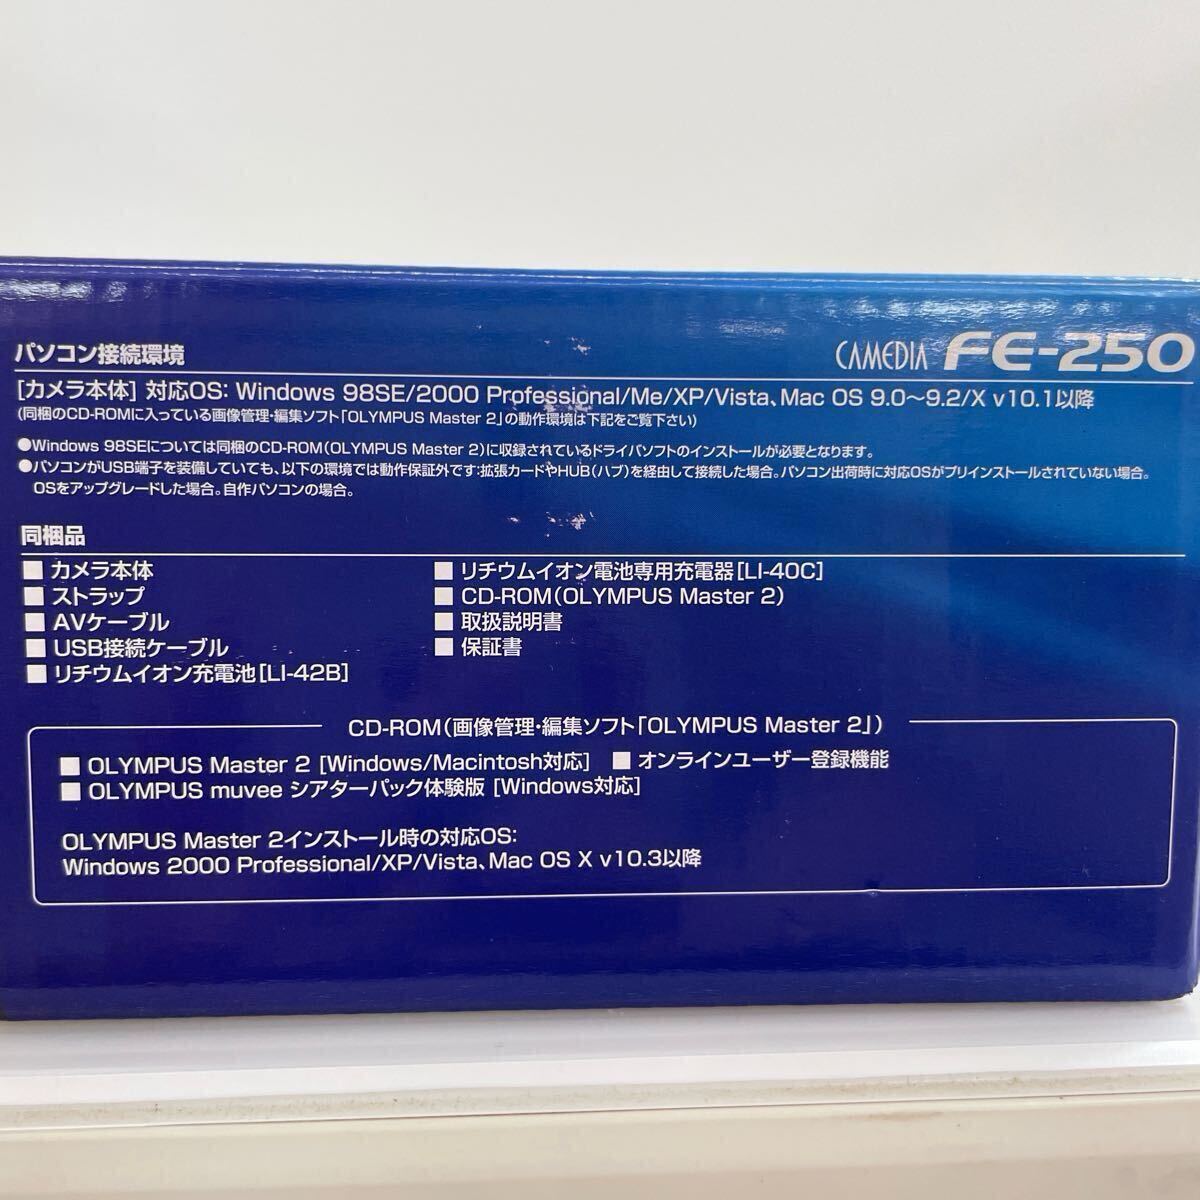 パソコン接続環境
CAMEDIA FE-250
[カメラ本体] 対応OS: Windows 98SE/2000 Professional/Me/XP/Vista、Mac OS 9.0～9.2/X v10.1以降
(同梱のCD-ROMに入っている画像管理・編集ソフト「OLYMPUS Master 2」の動作環境は下記をご覧下さい)
●Windows 98SEについては同梱のCD-ROM(OLYMPUS Master 2)に収録されているドライバソフトのインストールが必要となります。
●パソコンがUSB端子を装備していても、以下の環境では動作保証外です:拡張カードやHUB(ハブ)を経由して接続した場合。パソコン出荷時に対応OSがプリインストールされていない場合。
OSをアップグレードした場合。自作パソコンの場合。
同梱品
■ カメラ本体
■ ストラップ
■ AVケーブル
■ USB接続ケーブル
■ リチウムイオン充電池[LI-42B]
■ リチウムイオン電池専用充電器[LI-40C]
■ CD-ROM(OLYMPUS Master 2)
■ 取扱説明書
■ 保証書
CD-ROM(画像管理・編集ソフト「OLYMPUS Master 2」)
■ OLYMPUS Master 2 [Windows/Macintosh対応] ■ オンラインユーザー登録機能
■ OLYMPUS muvee シアターパック体験版 [Windows対応]
OLYMPUS Master 2インストール時の対応OS:
Windows 2000 Professional/XP/Vista、Mac OS X v10.3以降